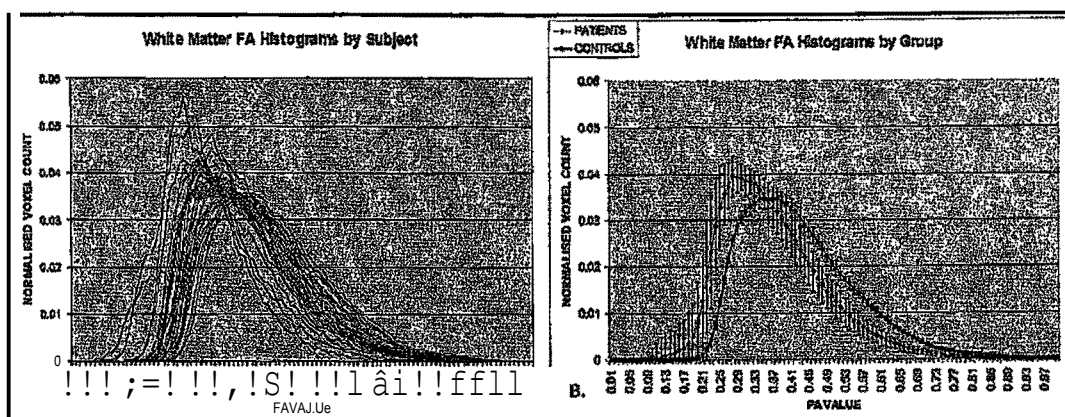 White Matter FA Histograms by Subject
NORMALISED VOXEL COUNT
0.06
0.05
0.04
0.03
0.02
0.01
0
!!!;=!!!,!S!!!lâi!!ffll
FAVAJ.Ue
PATIENTS
CONTROLS
White Matter FA Histograms by Group
NORMALISED VOXEL COUNT
0.06
0.05
0.04
0.03
0.02
0.01
0
0.01 0.05 0.09 0.13 0.17 0.21 0.25 0.29 0.33 0.37 0.41 0.45 0.49 0.53 0.57 0.61 0.65 0.69 0.73 0.77 0.81 0.85 0.89 0.93 0.97
B.
FAVALUE